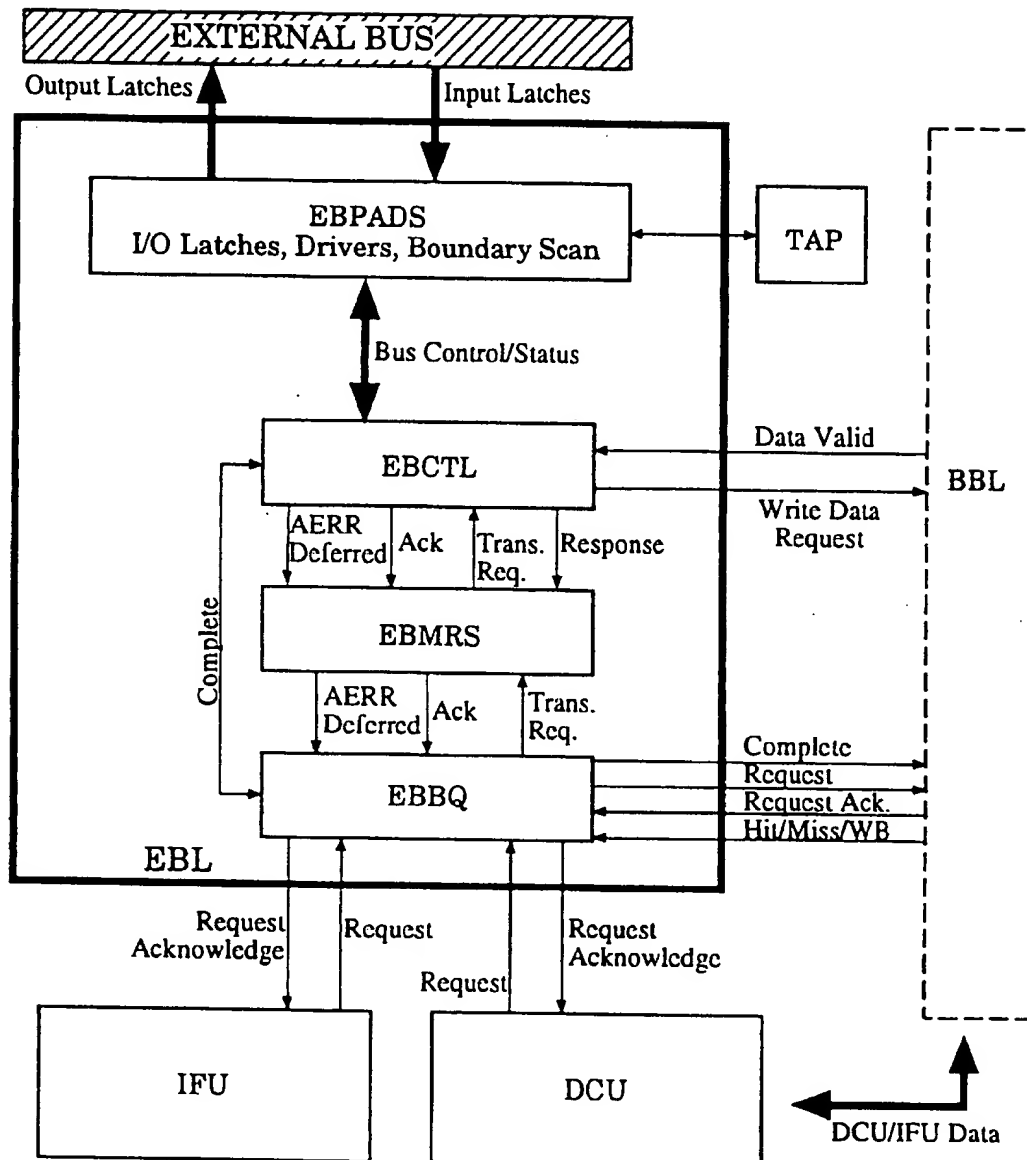 EXTERNAL BUS
Output Latches
Input Latches
EBPADS
I/O Latches, Drivers, Boundary Scan
TAP
Bus Control/Status
EBCTL
Data Valid
BBL
Write Data
Request
AERR
Deferred
Ack
Trans.
Req.
Response
Complete
EBMRS
AERR
Deferred
Ack
Trans.
Req.
EBBQ
Complete
Request
Request Ack.
Hit/Miss/WB
EBL
Request
Acknowledge
Request
Request
Request
Acknowledge
IFU
DCU
DCU/IFU Data